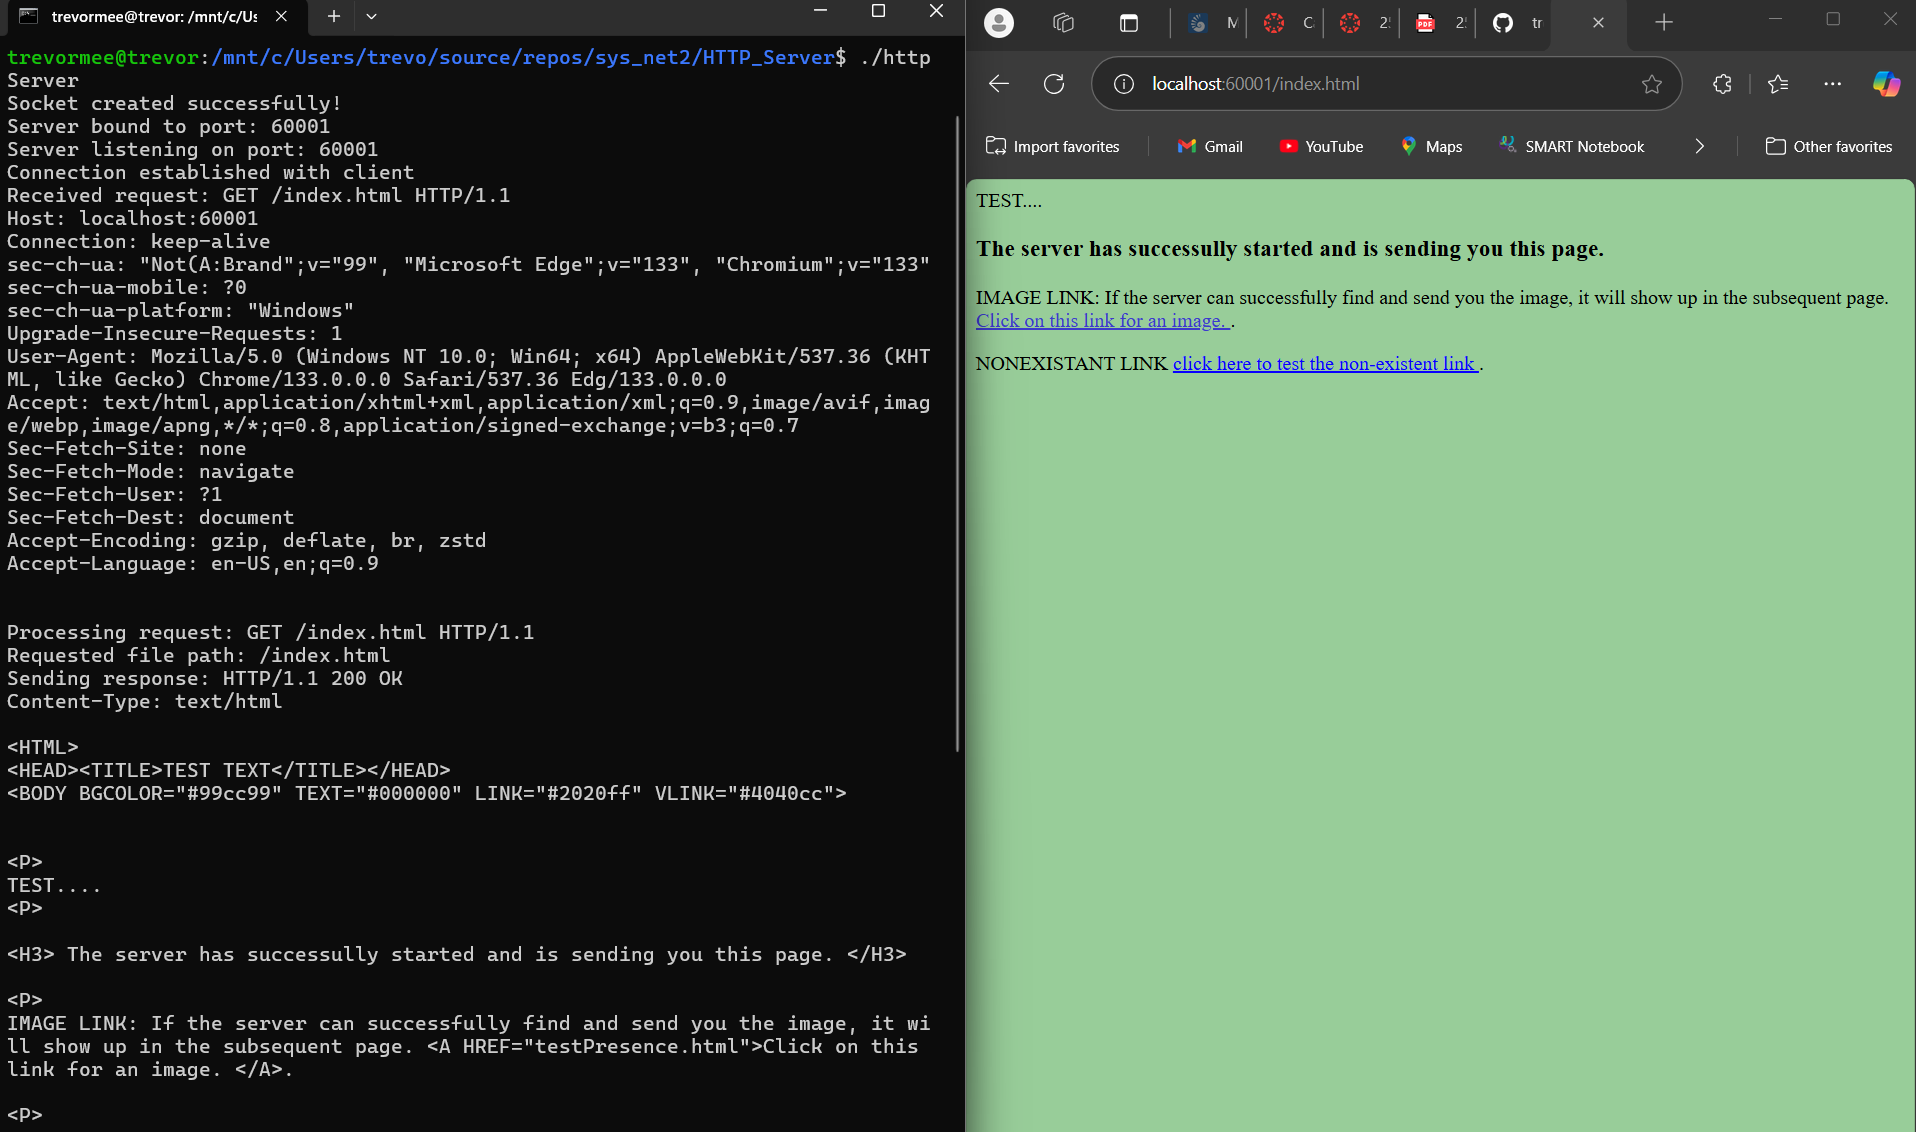 trevormee@trevor: /mnt/c/Us
trevormee@trevor:/mnt/c/Users/trevo/source/repos/sys_net2/HTTP_Server$ ./http
Server
Socket created successfully!
Server bound to port: 60001
Server listening on port: 60001
Connection established with client
Received request: GET /index.html HTTP/1.1
Host: localhost:60001
Connection: keep-alive
sec-ch-ua: "Not(A:Brand";v="99", "Microsoft Edge";v="133", "Chromium";v="133"
sec-ch-ua-mobile: ?0
sec-ch-ua-platform: "Windows"
Upgrade-Insecure-Requests: 1
User-Agent: Mozilla/5.0 (Windows NT 10.0; Win64; x64) AppleWebKit/537.36 (KHT
ML, like Gecko) Chrome/133.0.0.0 Safari/537.36 Edg/133.0.0.0
Accept: text/html,application/xhtml+xml,application/xml;q=0.9,image/avif,imag
e/webp,image/apng,*/*;q=0.8,application/signed-exchange;v=b3;q=0.7
Sec-Fetch-Site: none
Sec-Fetch-Mode: navigate
Sec-Fetch-User: ?1
Sec-Fetch-Dest: document
Accept-Encoding: gzip, deflate, br, zstd
Accept-Language: en-US,en;q=0.9
Processing request: GET /index.html HTTP/1.1
Requested file path: /index.html
Sending response: HTTP/1.1 200 OK
Content-Type: text/html
<HTML>
<HEAD><TITLE>TEST TEXT</TITLE></HEAD>
<BODY BGCOLOR="#99cc99" TEXT="#000000" LINK="#2020ff" VLINK="#4040cc">
<P>
TEST....
<P>
<H3> The server has successully started and is sending you this page. </H3>
<P>
IMAGE LINK: If the server can successfully find and send you the image, it wi
ll show up in the subsequent page. <A HREF="testPresence.html">Click on this
link for an image. </A>.
<P>
M C 2 PDF 2 tr
localhost:60001/index.html
Import favorites Gmail YouTube Maps SMART Notebook Other favorites
TEST....
The server has successully started and is sending you this page.
IMAGE LINK: If the server can successfully find and send you the image, it will show up in the subsequent page.
Click on this link for an image. .
NONEXISTANT LINK click here to test the non-existent link .